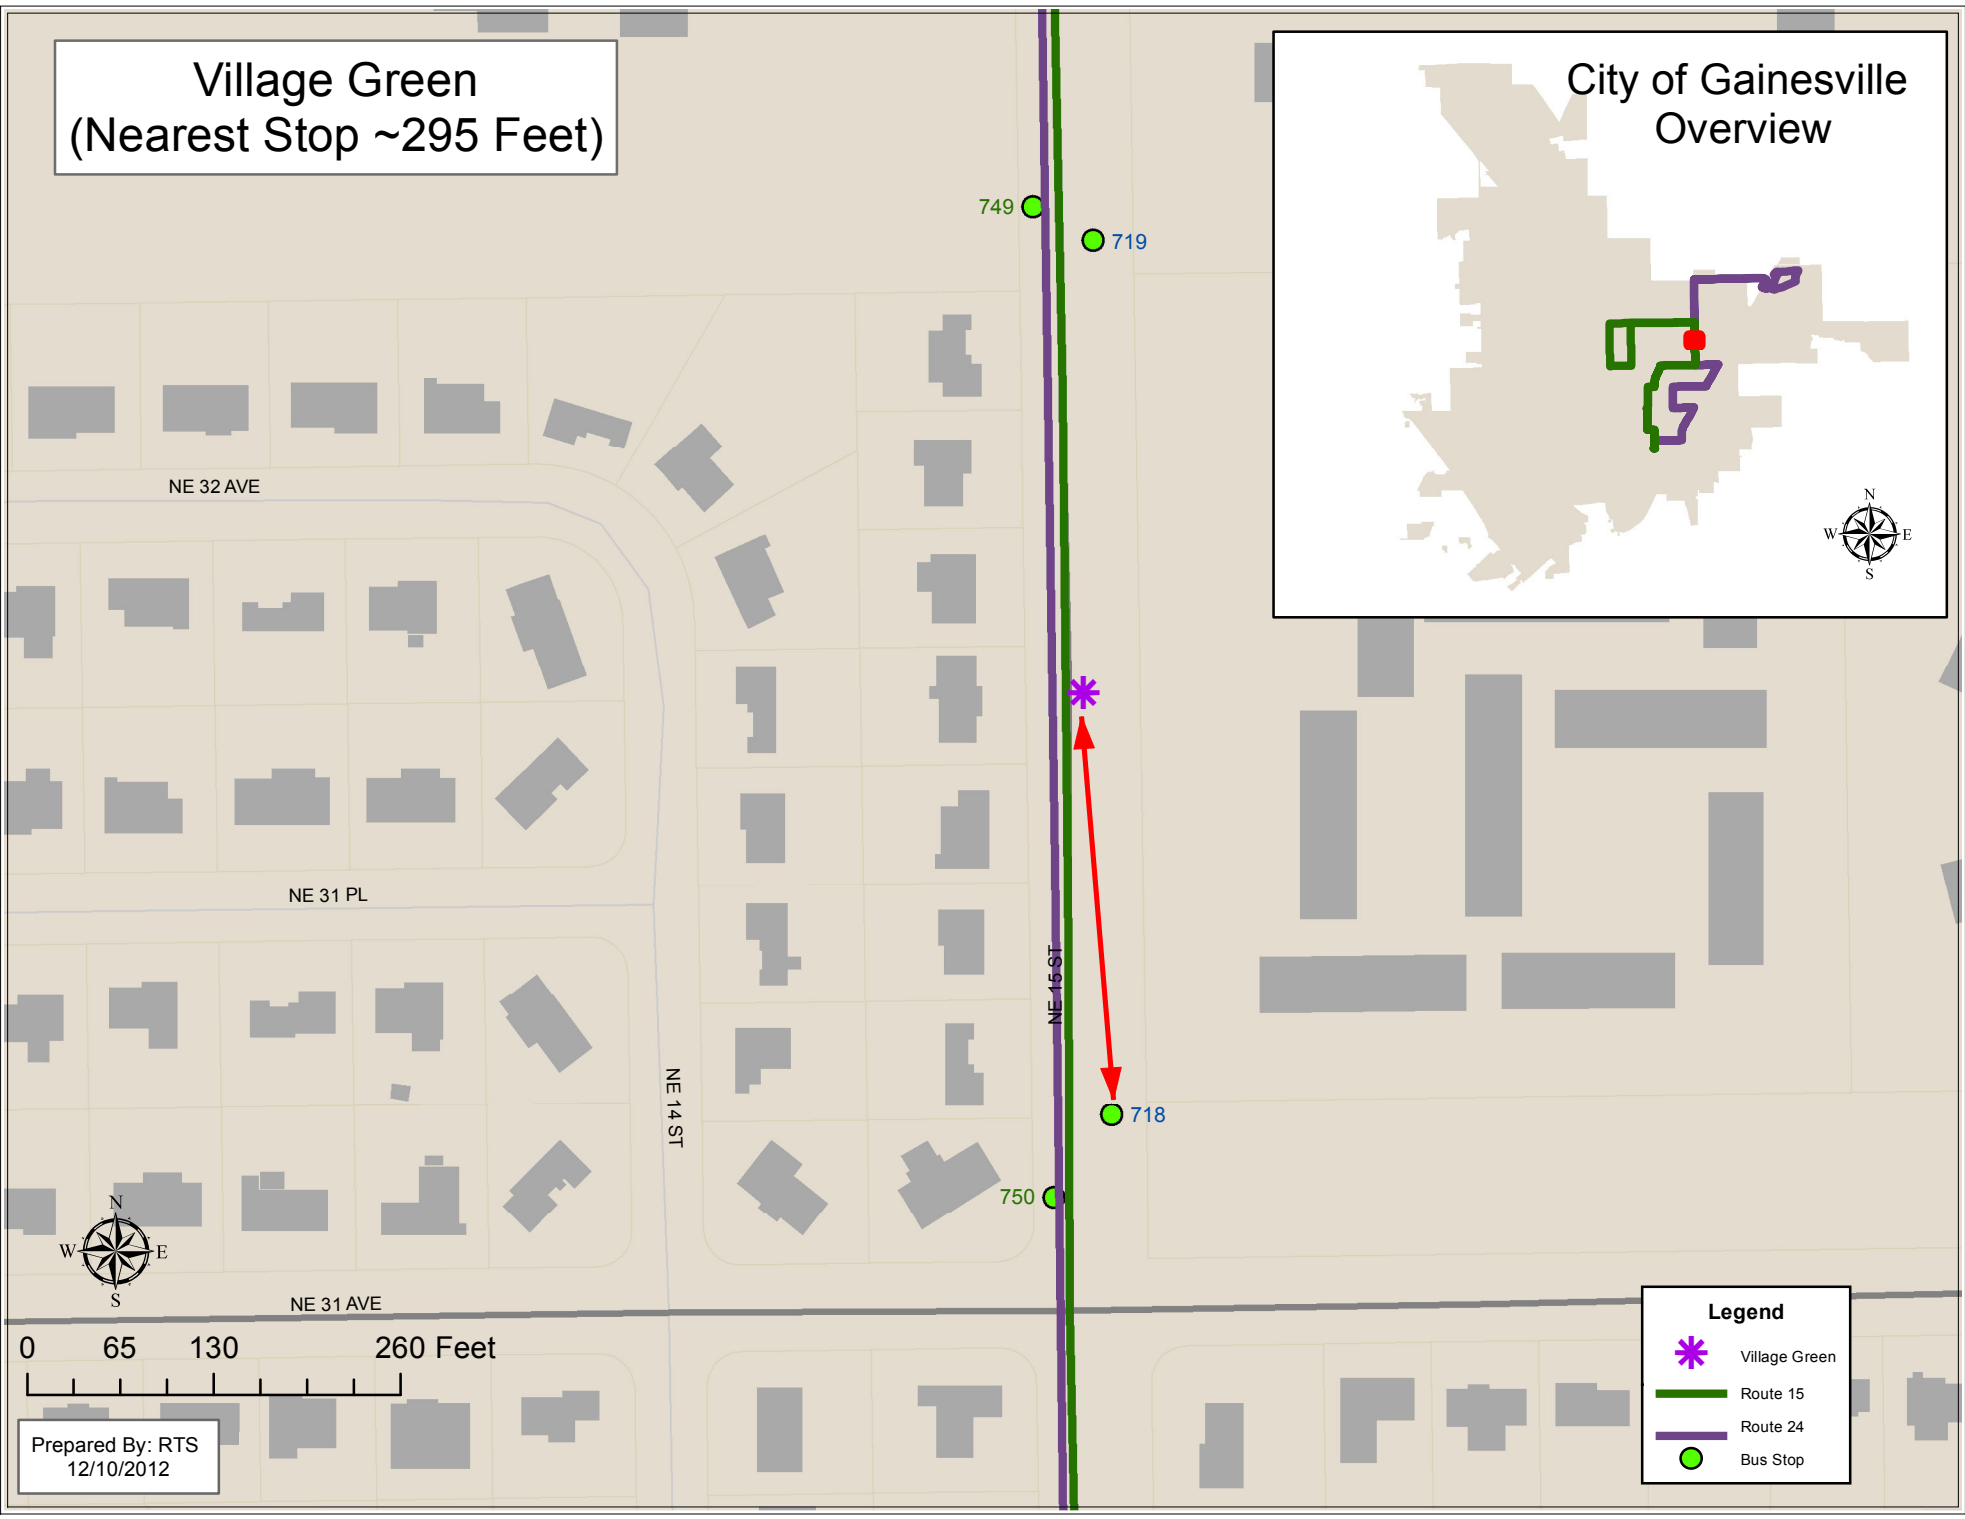 Village Green
(Nearest Stop ~295 Feet)
City of Gainesville
Overview
N
W E
S
749
719
NE 32 AVE
NE 31 PL
NE 15 ST
NE 14 ST
718
750
N
W E
S
NE 31 AVE
0 65 130 260 Feet
Prepared By: RTS
12/10/2012
Legend
Village Green
Route 15
Route 24
Bus Stop